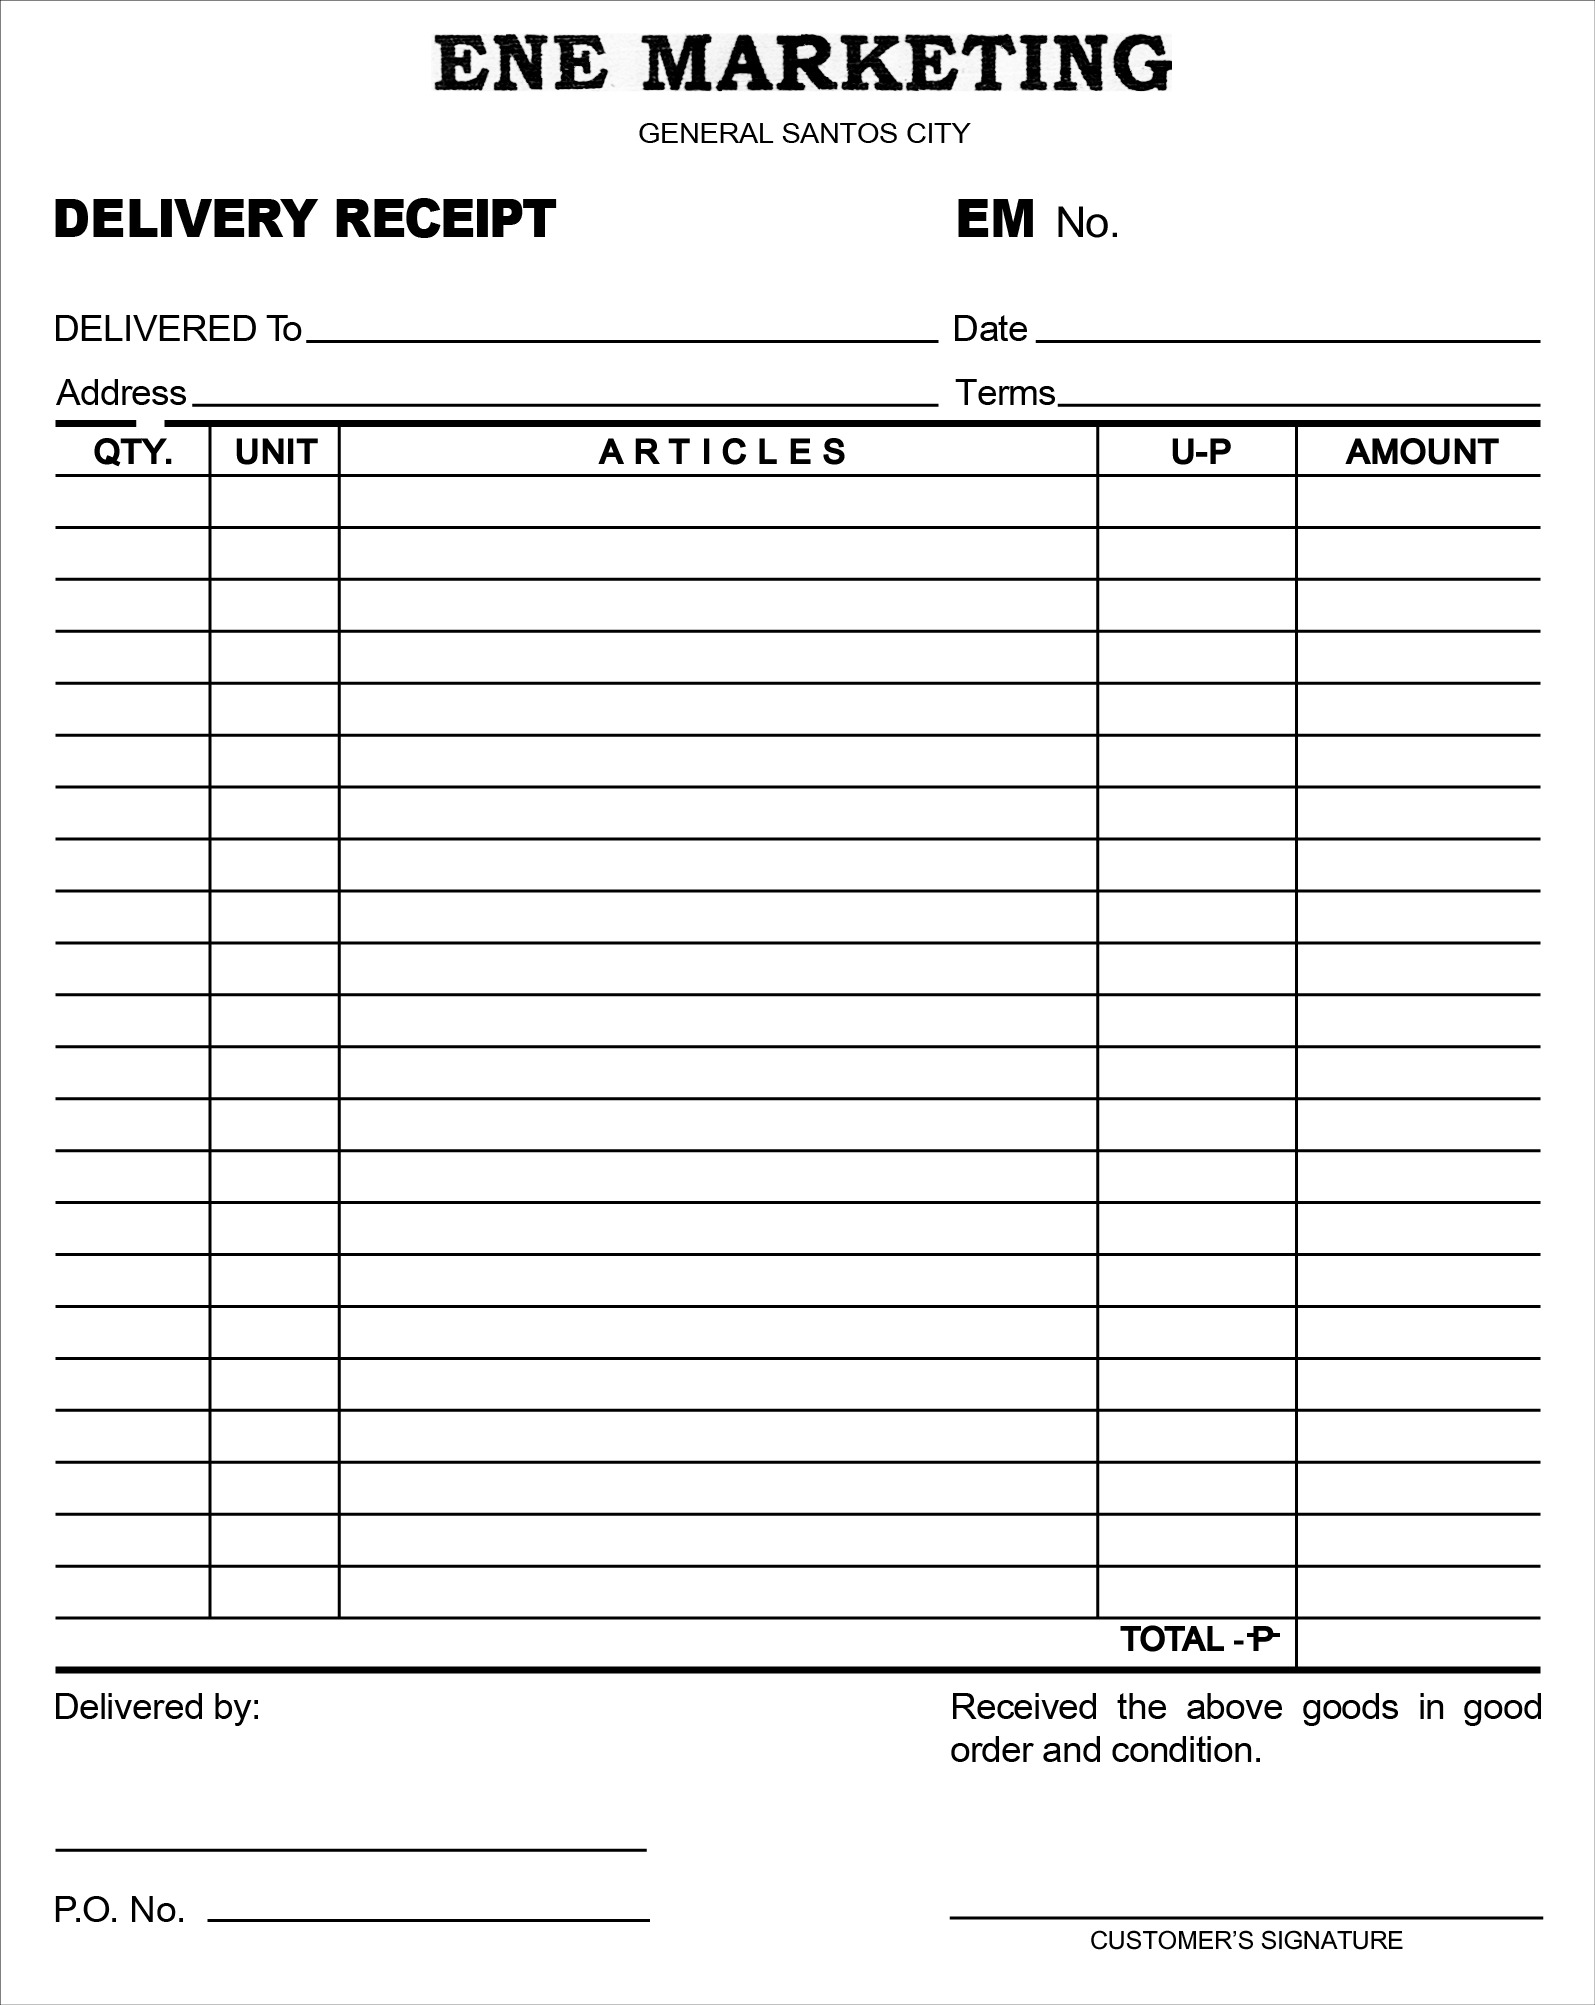 ENE MARKETING
GENERAL SANTOS CITY
DELIVERY RECEIPT EM No.
DELIVERED To Date
Address Terms
QTY. UNIT ARTICLES U-P AMOUNT
TOTAL - ₱
Delivered by: Received the above goods in good
order and condition.
P.O. No.
CUSTOMER’S SIGNATURE